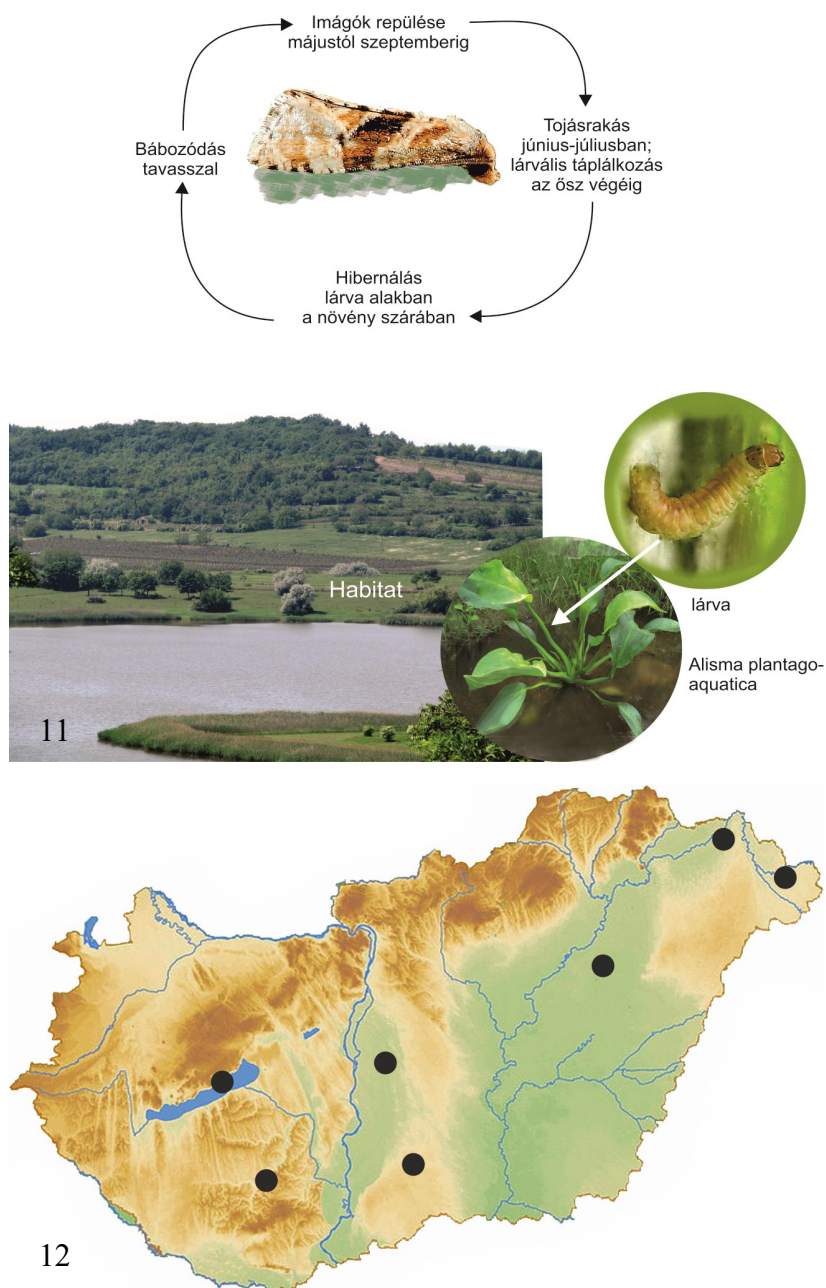 Imágók repülése
májustól szeptemberig
Tojásrakás
június-júliusban;
lárvális táplálkozás
az ősz végéig
Hibernálás
lárva alakban
a növény szárában
Bábozódás
tavasszal
Habitat
lárva
Alisma plantago-
aquatica
11
12